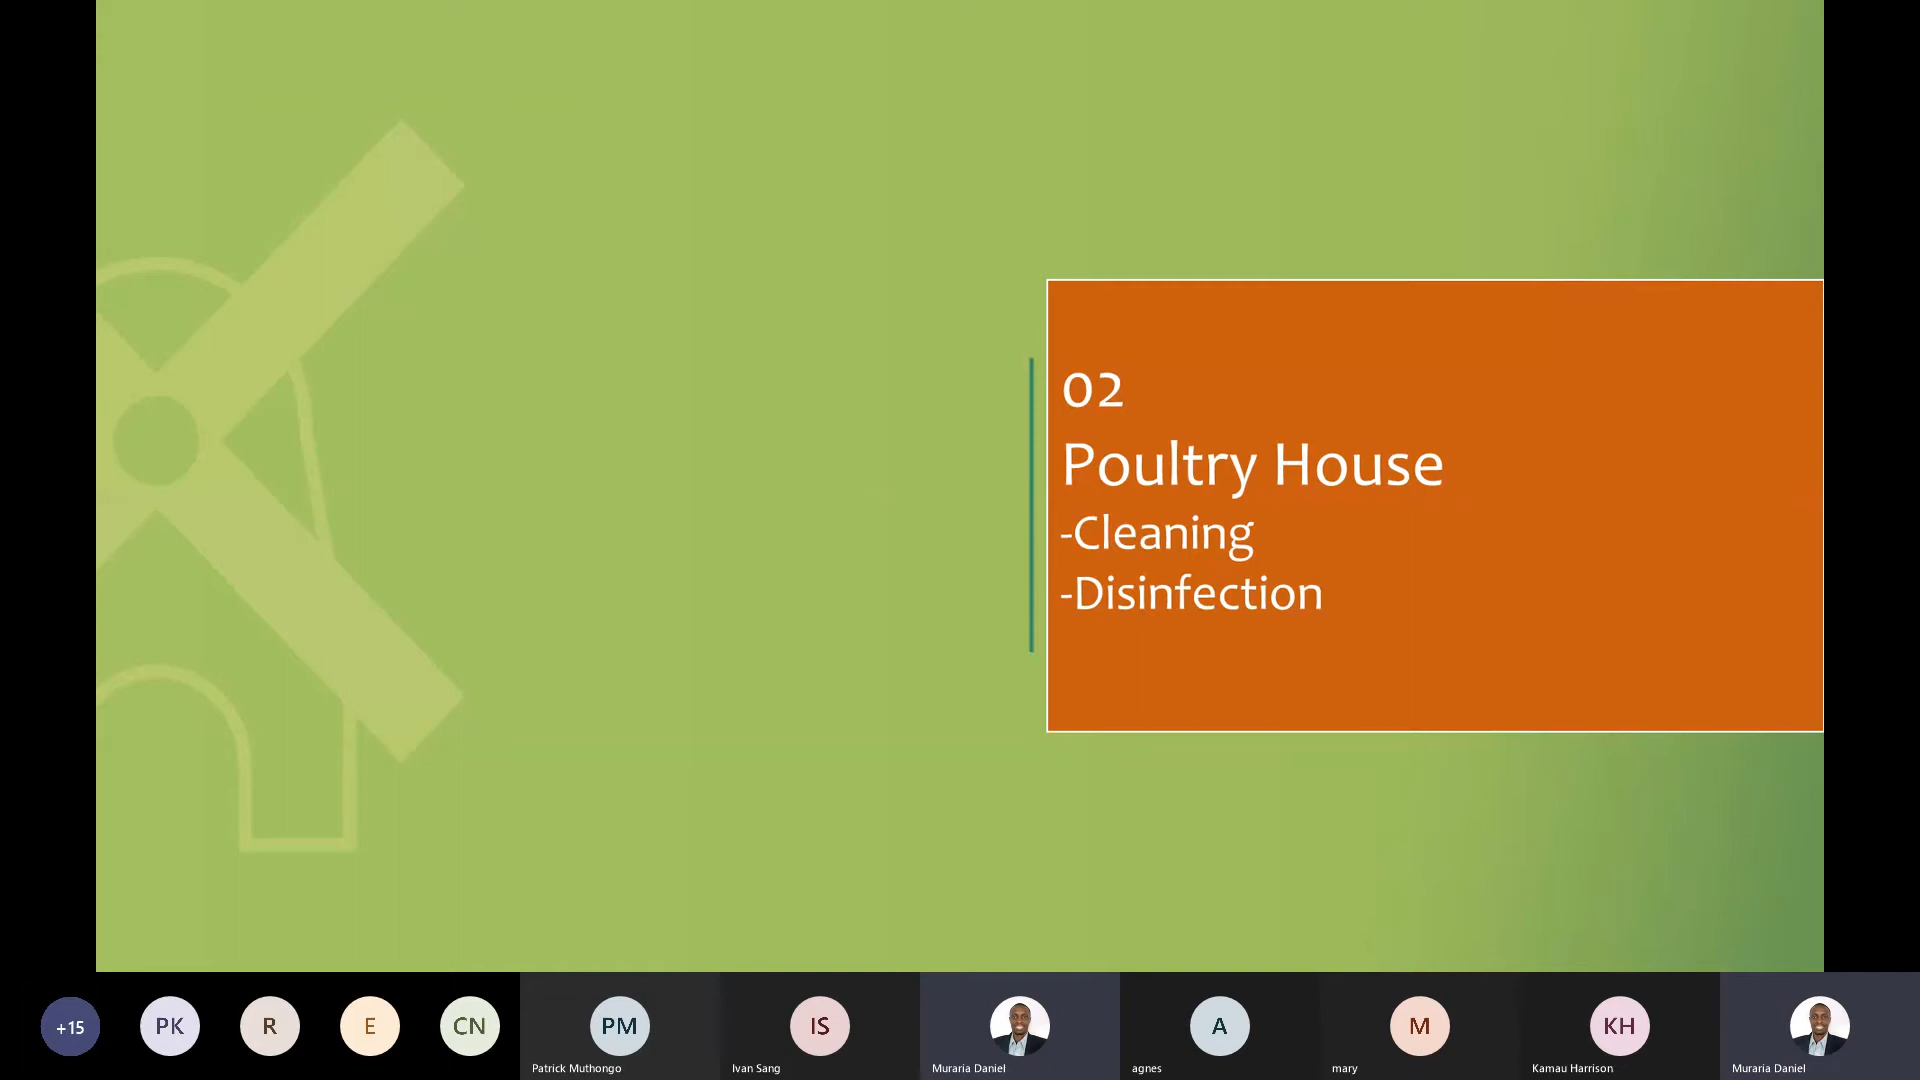 02
Poultry House
-Cleaning
-Disinfection
+15
PK
R
E
CN
PM
IS
A
M
KH
Patrick Muthongo
Ivan Sang
Muraria Daniel
agnes
mary
Kamau Harrison
Muraria Daniel